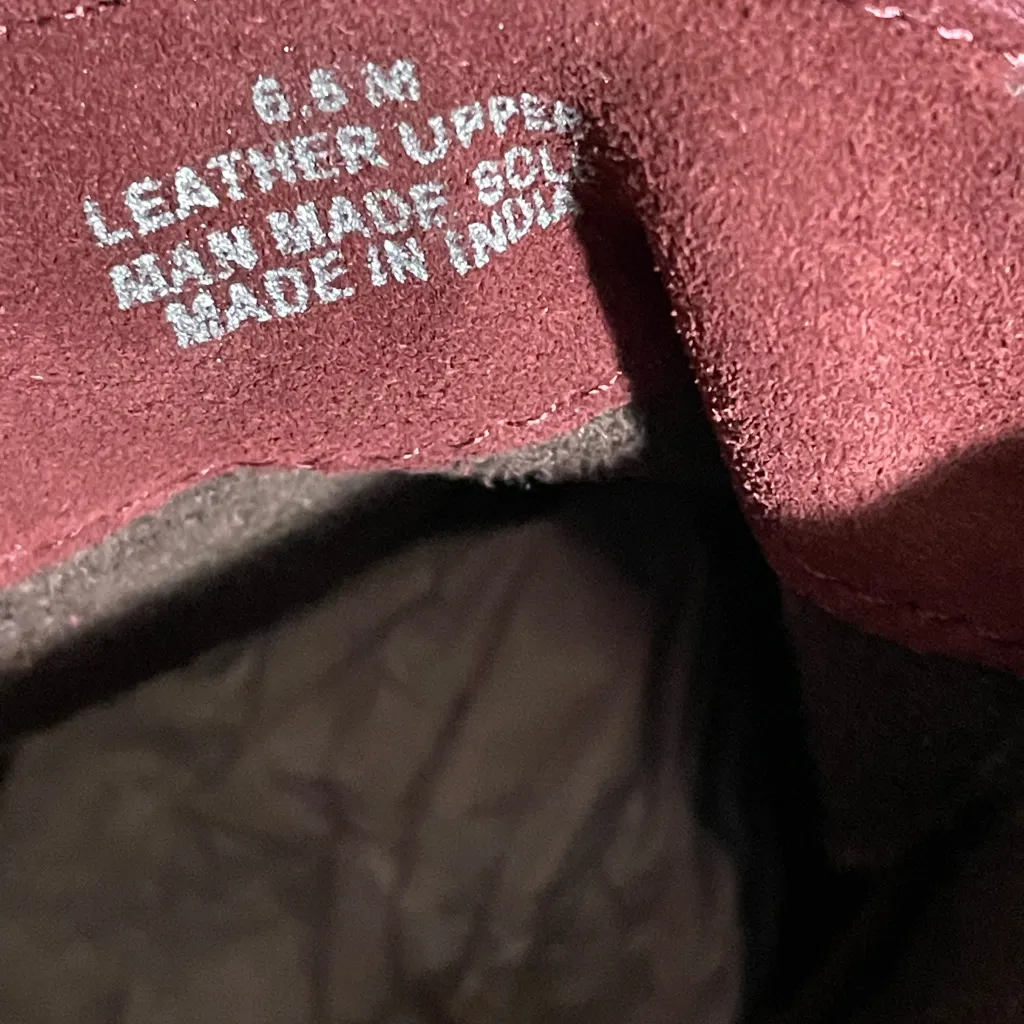 6.5 M
LEATHER UPPER
MAN MADE SOLE
MADE IN INDIA